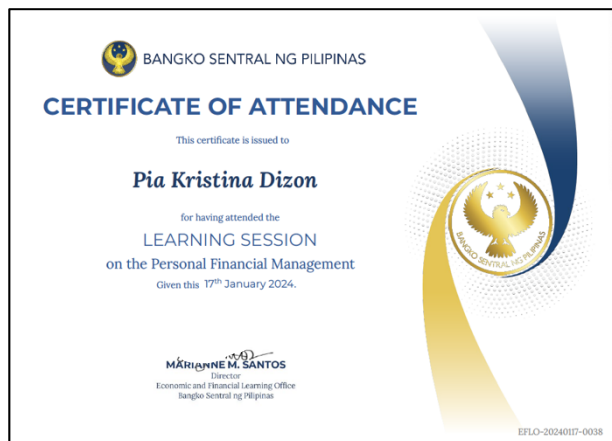 BANGKO SENTRAL NG PILIPINAS
CERTIFICATE OF ATTENDANCE
This certificate is issued to
Pia Kristina Dizon
for having attended the
LEARNING SESSION
on the Personal Financial Management
Given this 17th January 2024.
BANGKO SENTRAL NG PILIPINAS
MARIANNE M. SANTOS
Director
Economic and Financial Learning Office
Bangko Sentral ng Pilipinas
EFLO-20240117-0038